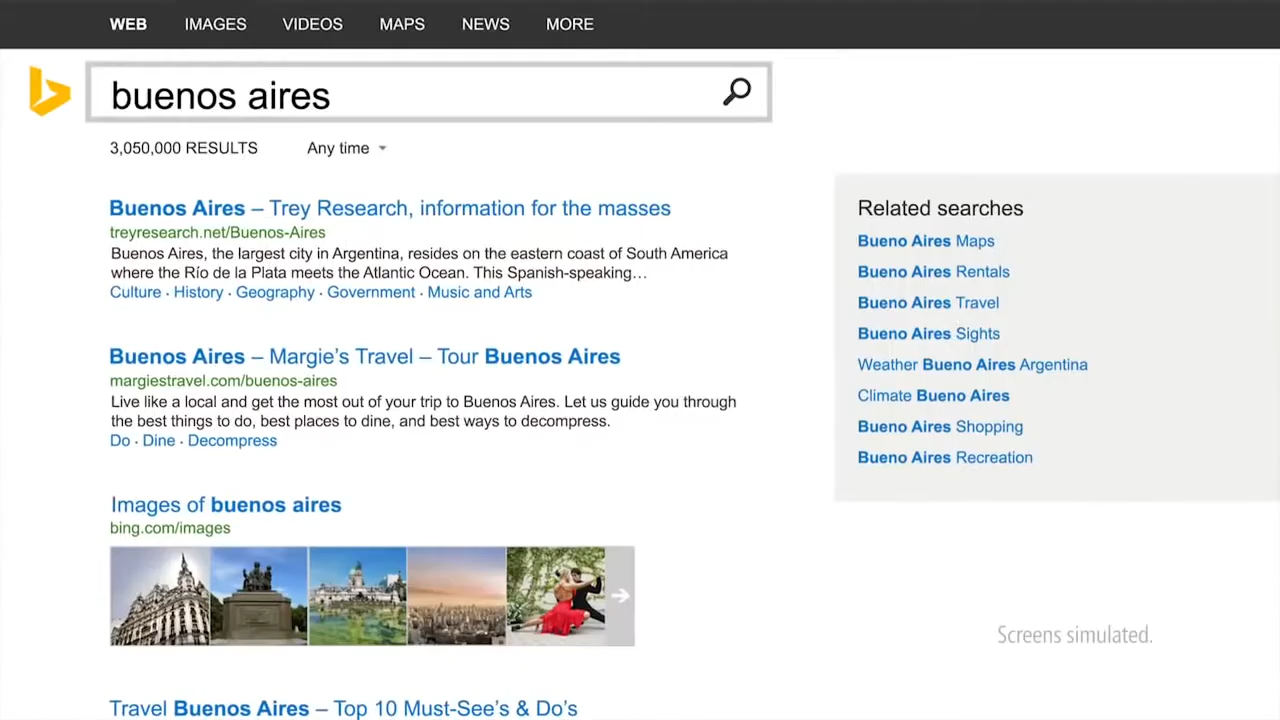 WEB IMAGES VIDEOS MAPS NEWS MORE
buenos aires
3,050,000 RESULTS Any time
Buenos Aires – Trey Research, information for the masses
treyresearch.net/Buenos-Aires
Buenos Aires, the largest city in Argentina, resides on the eastern coast of South America
where the Río de la Plata meets the Atlantic Ocean. This Spanish-speaking…
Culture · History · Geography · Government · Music and Arts
Buenos Aires – Margie's Travel – Tour Buenos Aires
margiestravel.com/buenos-aires
Live like a local and get the most out of your trip to Buenos Aires. Let us guide you through
the best things to do, best places to dine, and best ways to decompress.
Do · Dine · Decompress
Images of buenos aires
bing.com/images
Travel Buenos Aires – Top 10 Must-See's & Do's
Related searches
Bueno Aires Maps
Bueno Aires Rentals
Bueno Aires Travel
Bueno Aires Sights
Weather Bueno Aires Argentina
Climate Bueno Aires
Bueno Aires Shopping
Bueno Aires Recreation
Screens simulated.